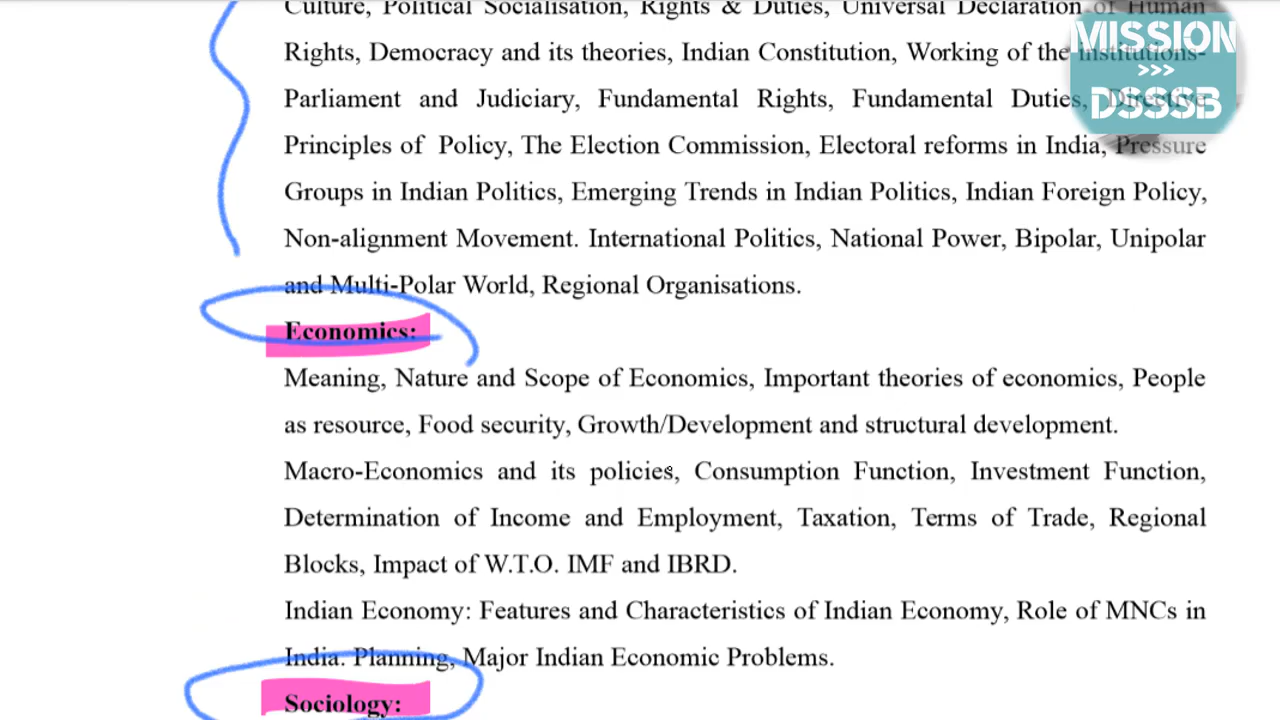 Culture, Political Socialisation, Rights & Duties, Universal Declaration of Human
Rights, Democracy and its theories, Indian Constitution, Working of the institutions-
Parliament and Judiciary, Fundamental Rights, Fundamental Duties, Directive
Principles of Policy, The Election Commission, Electoral reforms in India, Pressure
Groups in Indian Politics, Emerging Trends in Indian Politics, Indian Foreign Policy,
Non-alignment Movement. International Politics, National Power, Bipolar, Unipolar
and Multi-Polar World, Regional Organisations.
Economics:
Meaning, Nature and Scope of Economics, Important theories of economics, People
as resource, Food security, Growth/Development and structural development.
Macro-Economics and its policies, Consumption Function, Investment Function,
Determination of Income and Employment, Taxation, Terms of Trade, Regional
Blocks, Impact of W.T.O. IMF and IBRD.
Indian Economy: Features and Characteristics of Indian Economy, Role of MNCs in
India. Planning, Major Indian Economic Problems.
Sociology:
MISSION
>>>
DSSSB